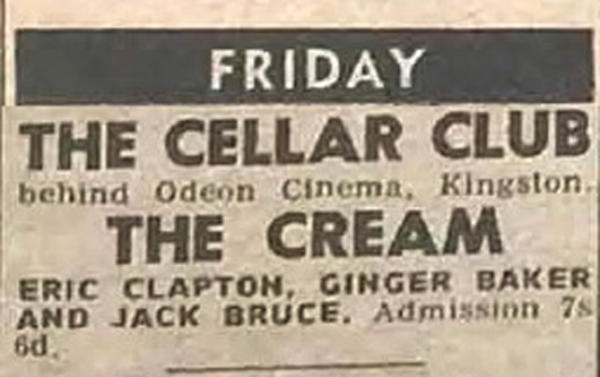 FRIDAY
THE CELLAR CLUB
behind Odeon Cinema, Kingston.
THE CREAM
ERIC CLAPTON, GINGER BAKER
AND JACK BRUCE. Admission 7s
6d.